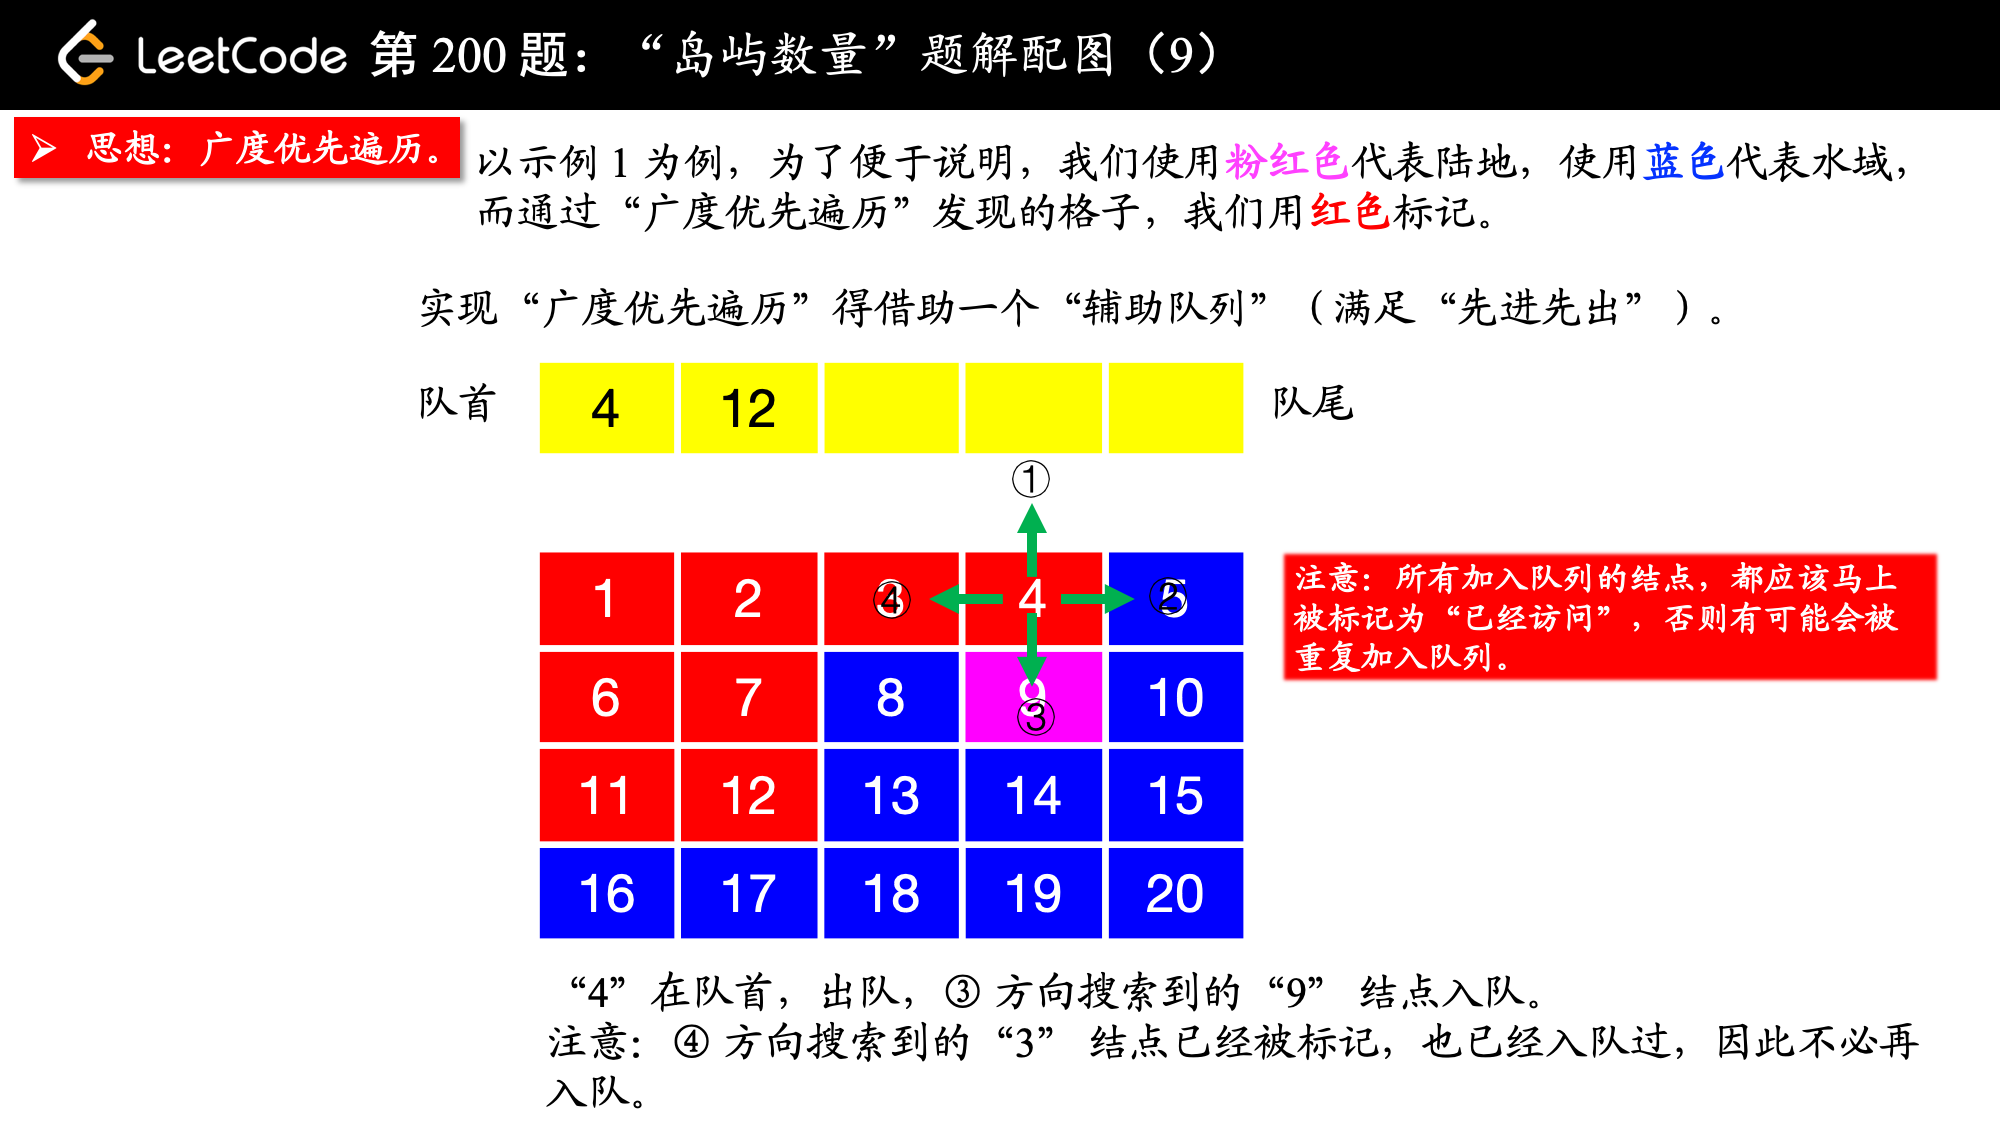 LeetCode 第 200 题：“岛屿数量”题解配图（9）
➢ 思想：广度优先遍历。
以示例 1 为例，为了便于说明，我们使用粉红色代表陆地，使用蓝色代表水域，
而通过“广度优先遍历”发现的格子，我们用红色标记。
实现“广度优先遍历”得借助一个“辅助队列”（满足“先进先出”）。
队首 4 12 队尾
①
1 2 3 ④ 4 ② 5
6 7 8 9 10
③
11 12 13 14 15
16 17 18 19 20
注意：所有加入队列的结点，都应该马上
被标记为“已经访问”，否则有可能会被
重复加入队列。
“4”在队首，出队，③ 方向搜索到的“9” 结点入队。
注意：④ 方向搜索到的“3” 结点已经被标记，也已经入队过，因此不必再
入队。